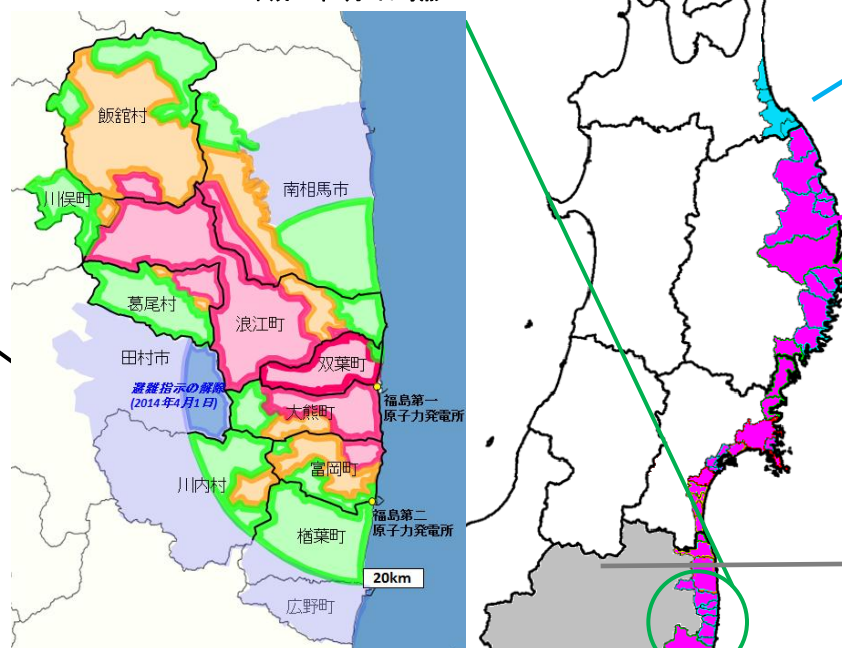 飯舘村
南相馬市
川俣町
葛尾村
浪江町
田村市
双葉町
避難指示の解除
(2014年4月1日)
福島第一
原子力発電所
大熊町
富岡町
川内村
福島第二
原子力発電所
楢葉町
20km
広野町